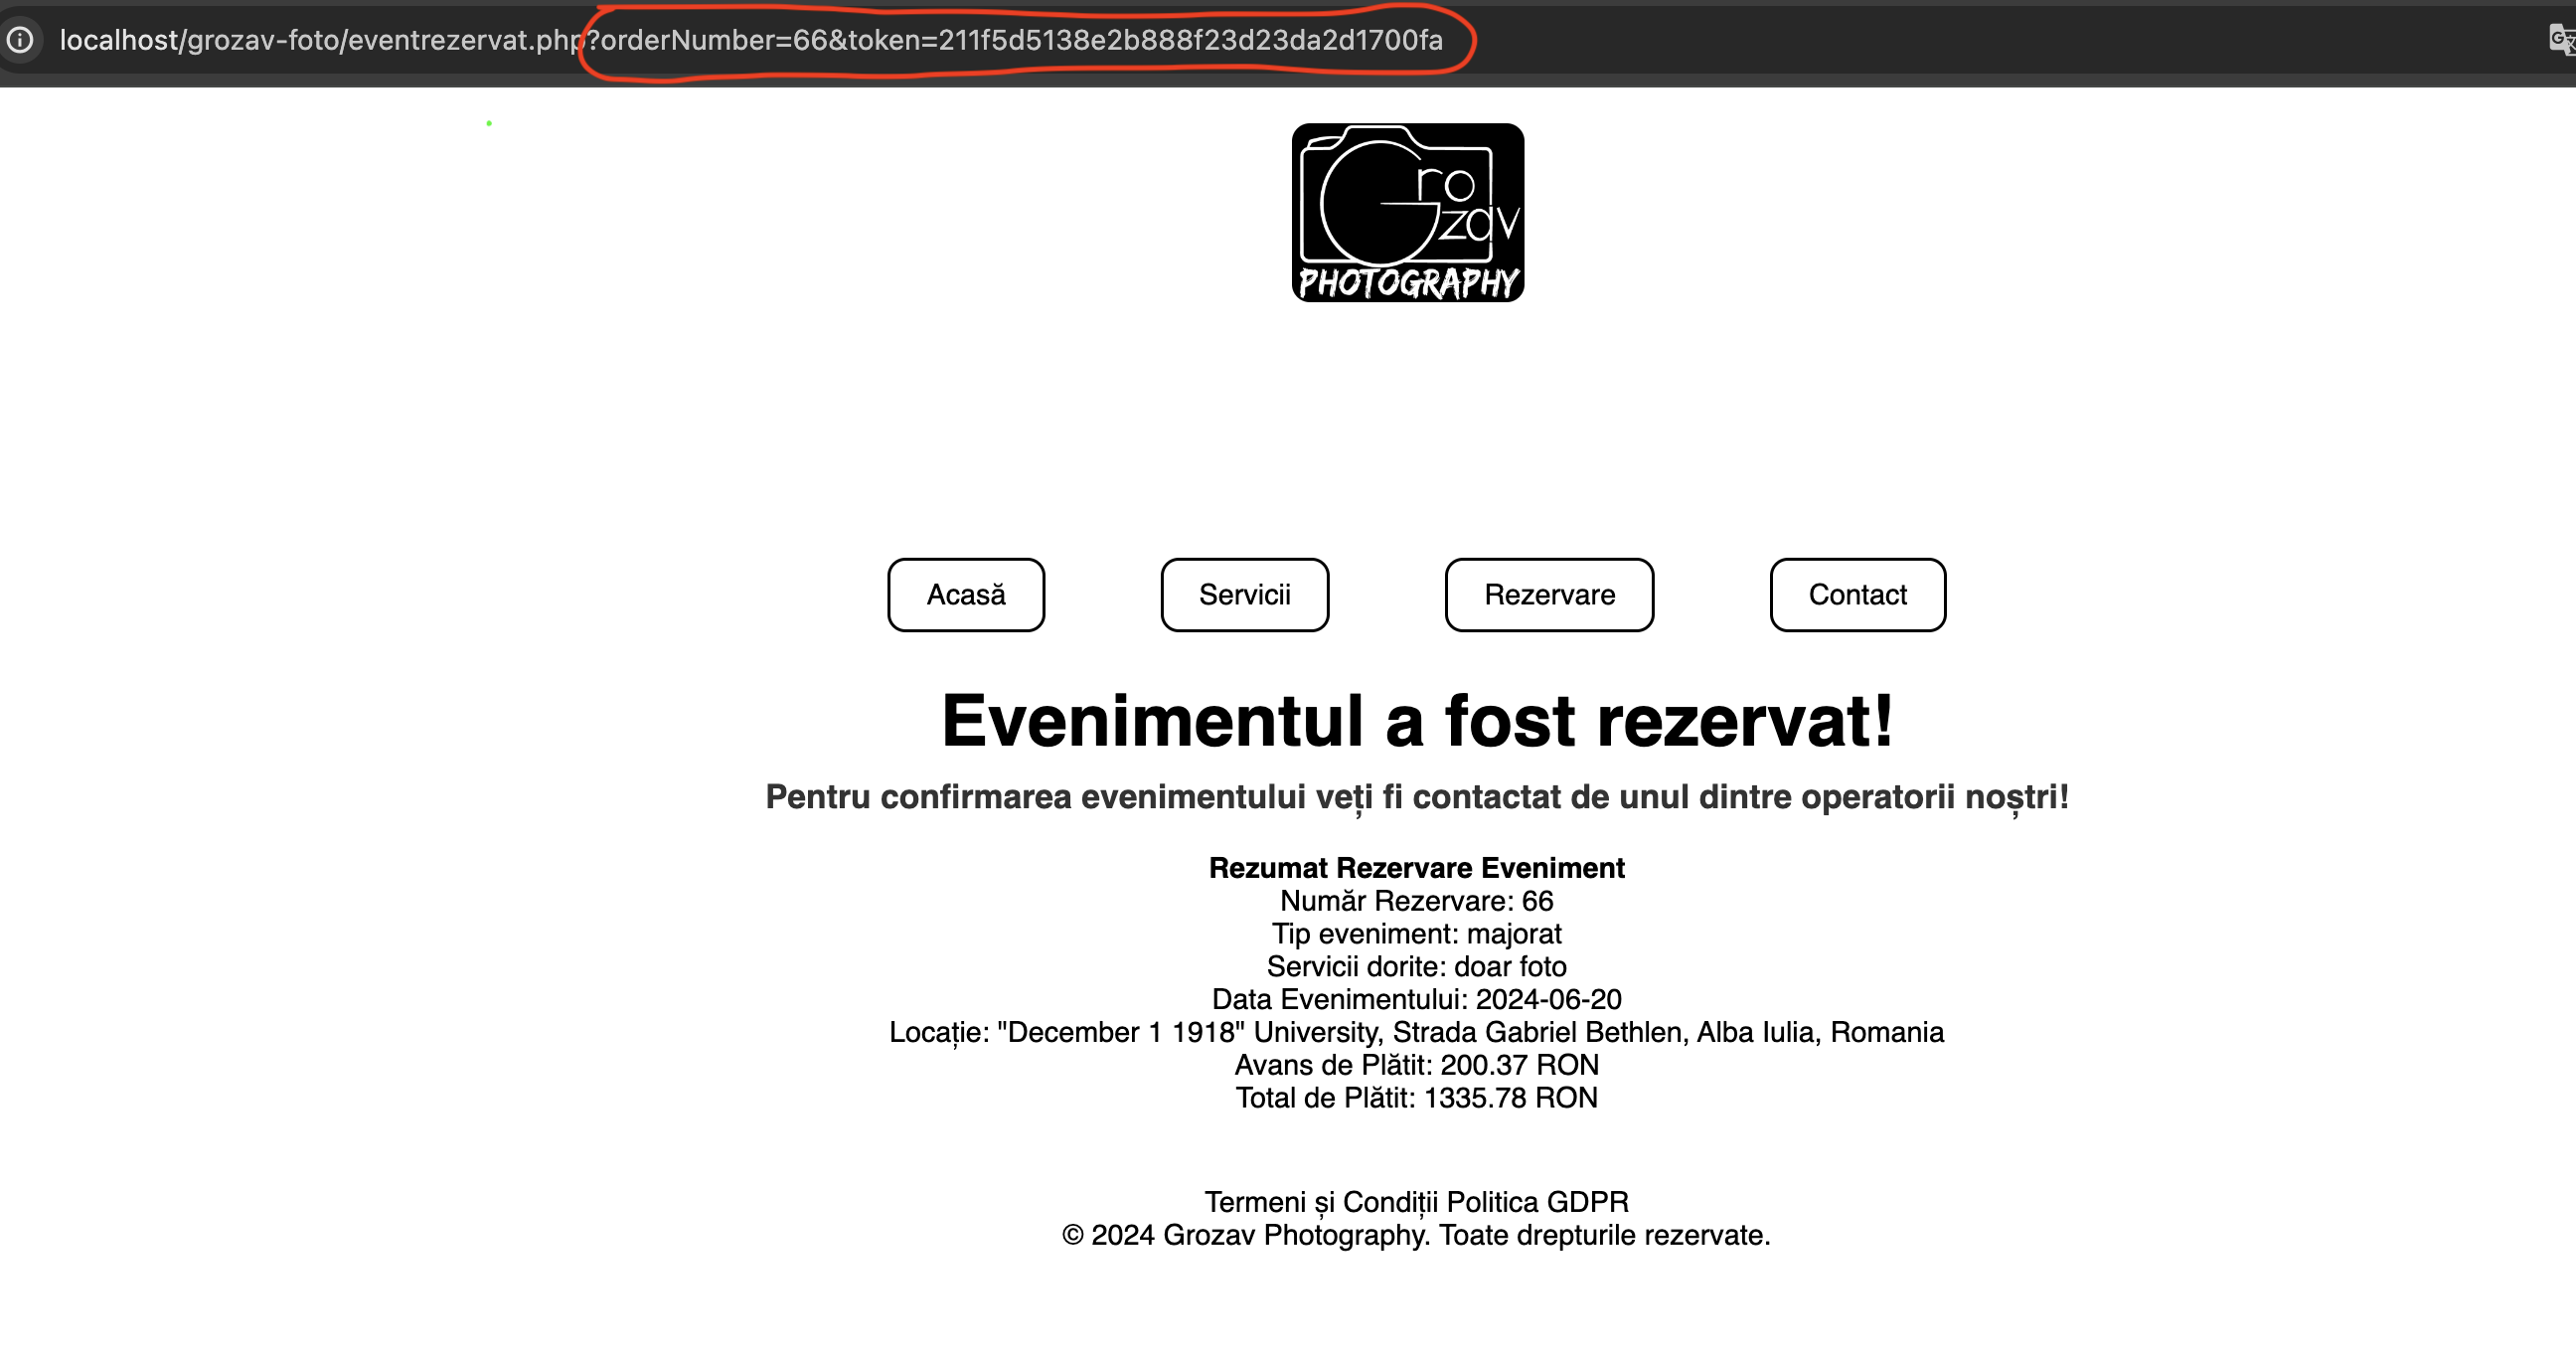 localhost/grozav-foto/eventrezervat.php?orderNumber=66&token=211f5d5138e2b888f23d23da2d1700fa
Grozav
PHOTOGRAPHY
Acasă Servicii Rezervare Contact
Evenimentul a fost rezervat!
Pentru confirmarea evenimentului veți fi contactat de unul dintre operatorii noștri!
Rezumat Rezervare Eveniment
Număr Rezervare: 66
Tip eveniment: majorat
Servicii dorite: doar foto
Data Evenimentului: 2024-06-20
Locație: "December 1 1918" University, Strada Gabriel Bethlen, Alba Iulia, Romania
Avans de Plătit: 200.37 RON
Total de Plătit: 1335.78 RON
Termeni și Condiții Politica GDPR
© 2024 Grozav Photography. Toate drepturile rezervate.